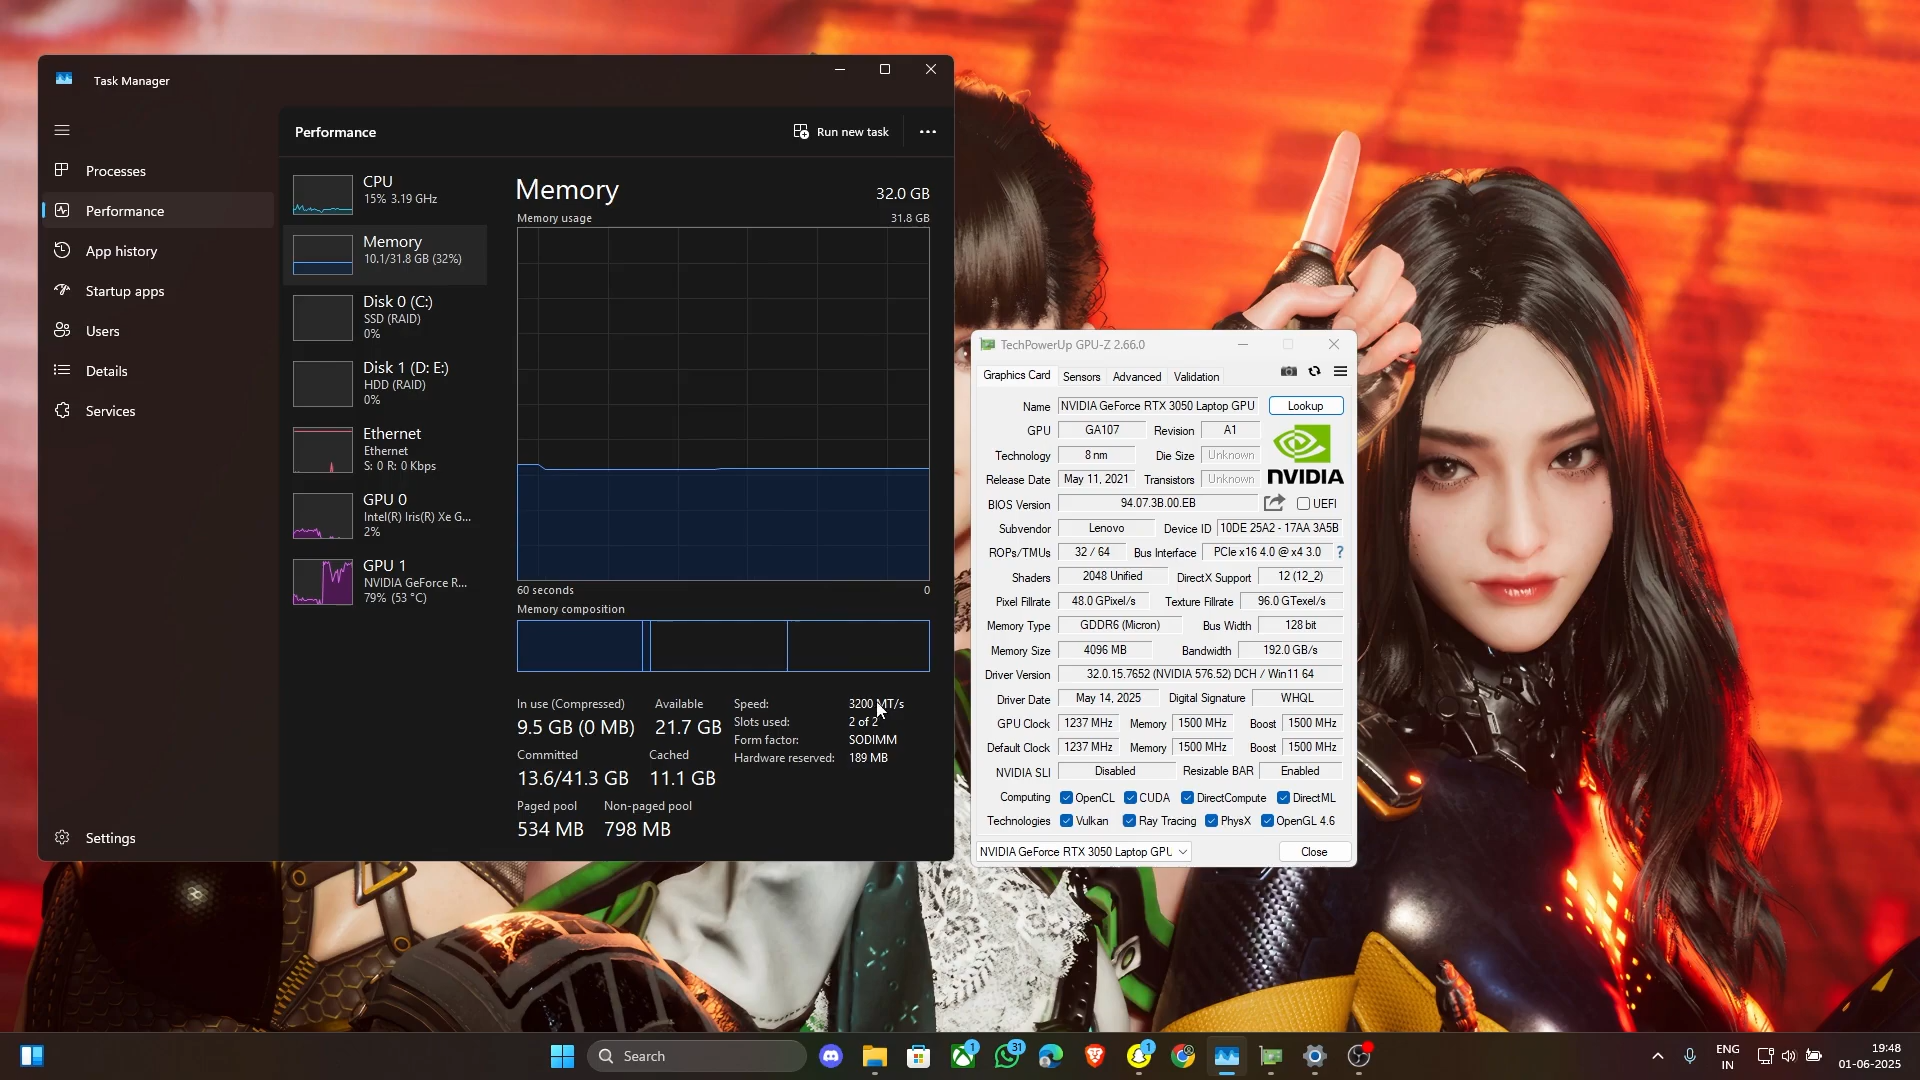 Task Manager
Performance
Run new task
Processes
Performance
App history
Startup apps
Users
Details
Services
Settings
CPU
15% 3.19 GHz
Memory
10.1/31.8 GB (32%)
Disk 0 (C:)
SSD (RAID)
0%
Disk 1 (D: E:)
HDD (RAID)
0%
Ethernet
Ethernet
S: 0 R: 0 Kbps
GPU 0
Intel(R) Iris(R) Xe G...
2%
GPU 1
NVIDIA GeForce R...
79% (53 °C)
Memory 32.0 GB
Memory usage 31.8 GB
60 seconds 0
Memory composition
In use (Compressed) Available
9.5 GB (0 MB) 21.7 GB
Committed Cached
13.6/41.3 GB 11.1 GB
Paged pool Non-paged pool
534 MB 798 MB
Speed: 3200 MT/s
Slots used: 2 of 2
Form factor: SODIMM
Hardware reserved: 189 MB
TechPowerUp GPU-Z 2.66.0
Graphics Card Sensors Advanced Validation
Name NVIDIA GeForce RTX 3050 Laptop GPU Lookup
GPU GA107 Revision A1
Technology 8 nm Die Size Unknown
Release Date May 11, 2021 Transistors Unknown
NVIDIA
BIOS Version 94.07.3B.00.EB UEFI
Subvendor Lenovo Device ID 10DE 25A2 - 17AA 3A5B
ROPs/TMUs 32 / 64 Bus Interface PCIe x16 4.0 @ x4 3.0 ?
Shaders 2048 Unified DirectX Support 12 (12_2)
Pixel Fillrate 48.0 GPixel/s Texture Fillrate 96.0 GTexel/s
Memory Type GDDR6 (Micron) Bus Width 128 bit
Memory Size 4096 MB Bandwidth 192.0 GB/s
Driver Version 32.0.15.7652 (NVIDIA 576.52) DCH / Win11 64
Driver Date May 14, 2025 Digital Signature WHQL
GPU Clock 1237 MHz Memory 1500 MHz Boost 1500 MHz
Default Clock 1237 MHz Memory 1500 MHz Boost 1500 MHz
NVIDIA SLI Disabled Resizable BAR Enabled
Computing OpenCL CUDA DirectCompute DirectML
Technologies Vulkan Ray Tracing PhysX OpenGL 4.6
NVIDIA GeForce RTX 3050 Laptop GPU Close
Search
1
31
1
ENG
IN
19:48
01-06-2025